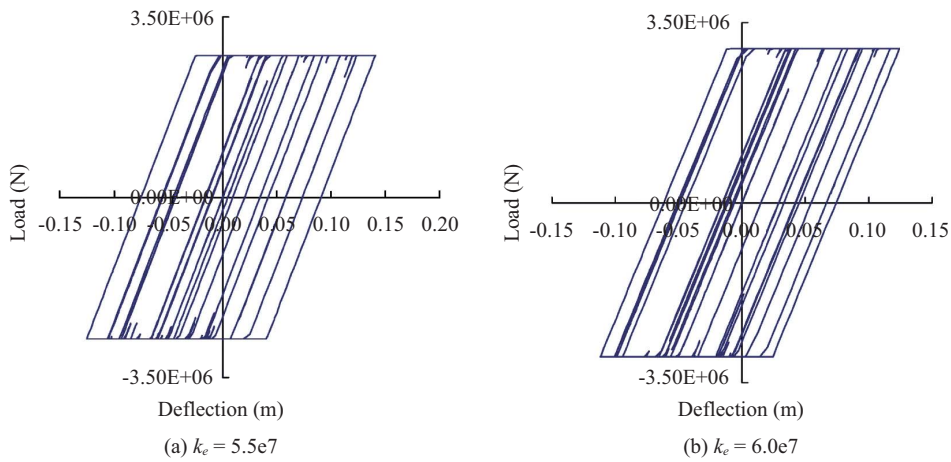 3.50E+06
Load (N)
0.00E+00
-0.15 -0.10 -0.05 0.00 0.05 0.10 0.15 0.20
-3.50E+06
Deflection (m)
(a) ke = 5.5e7
3.50E+06
Load (N)
0.00E+00
-0.15 -0.10 -0.05 0.00 0.05 0.10 0.15
-3.50E+06
Deflection (m)
(b) ke = 6.0e7